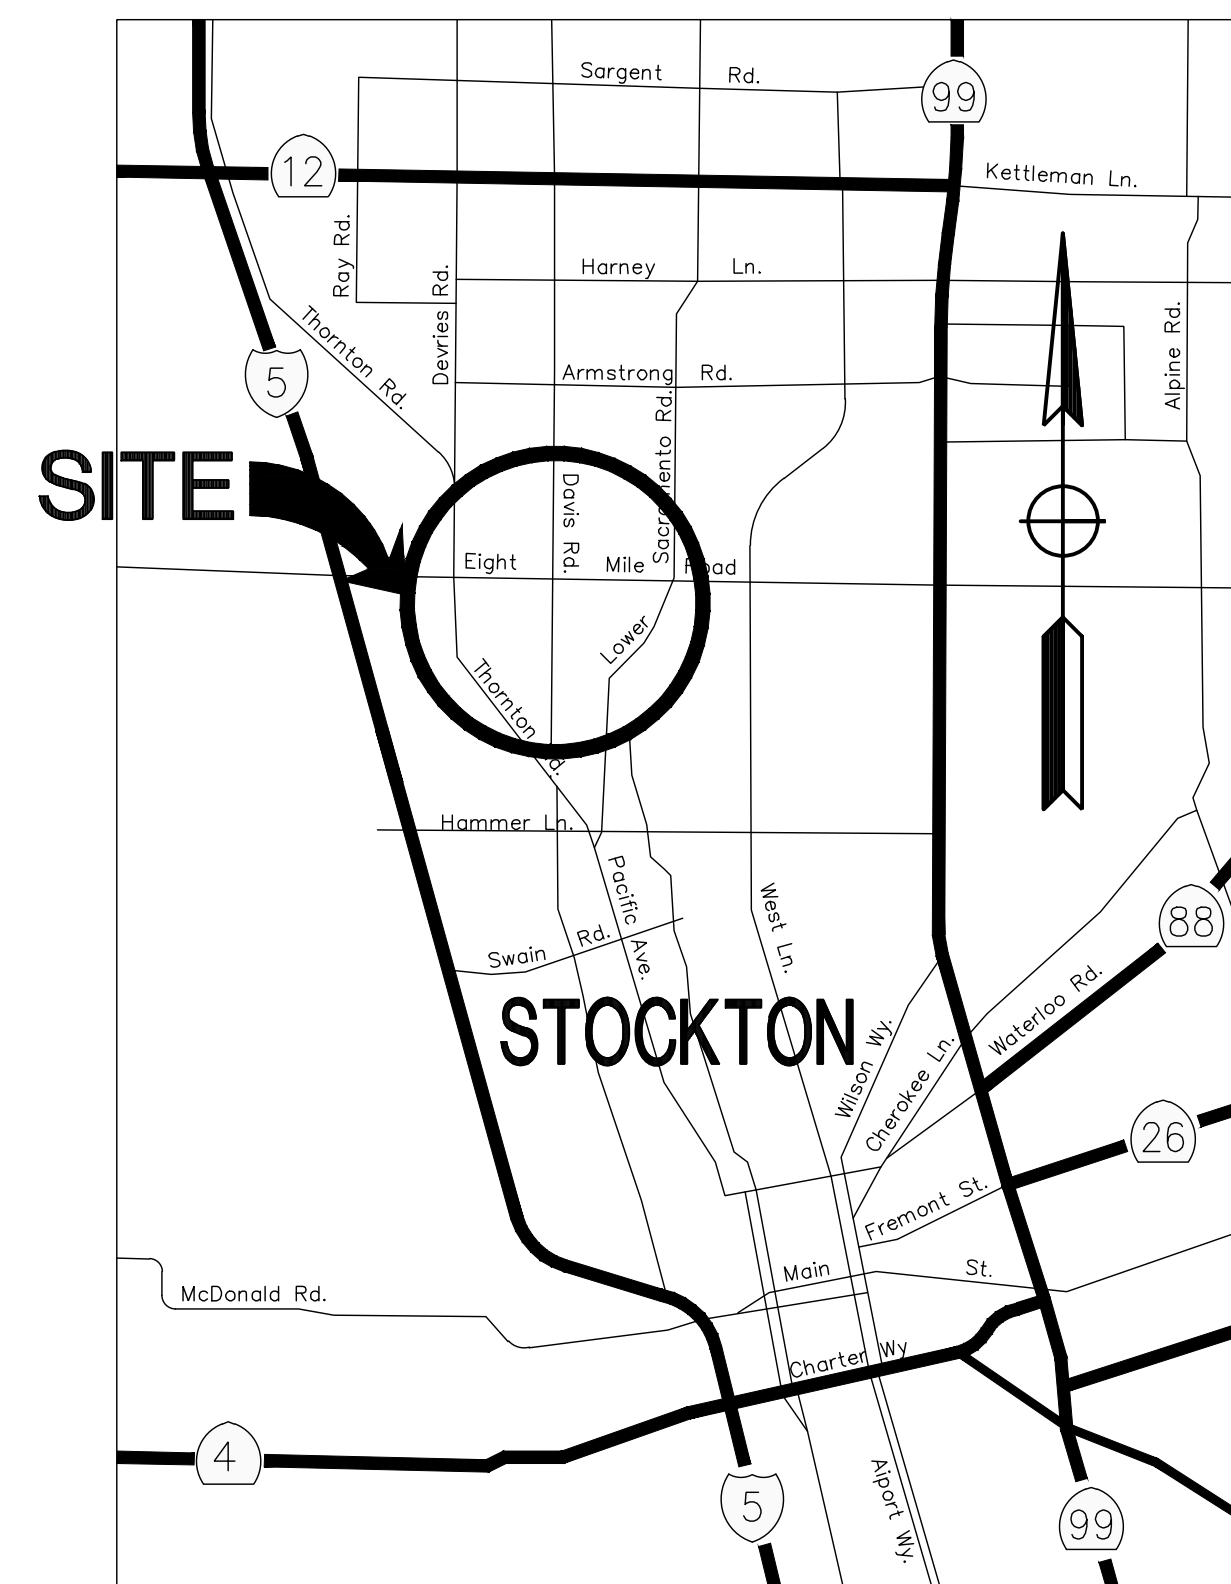 Sargent Rd.
99
12
Kettleman Ln.
Ray Rd.
Devries Rd.
Harney Ln.
Thornton Rd.
Alpine Rd.
5
Armstrong Rd.
Sacramento Rd.
SITE
Davis Rd.
Eight Mile Road
Lower
Thornton Rd.
Hammer Ln.
Pacific Ave.
West Ln.
88
Swain Rd.
STOCKTON
Waterloo Rd.
Wilson Wy.
Cherokee Ln.
26
Fremont St.
Main St.
McDonald Rd.
Charter Wy
4
5
Aiport Wy.
99